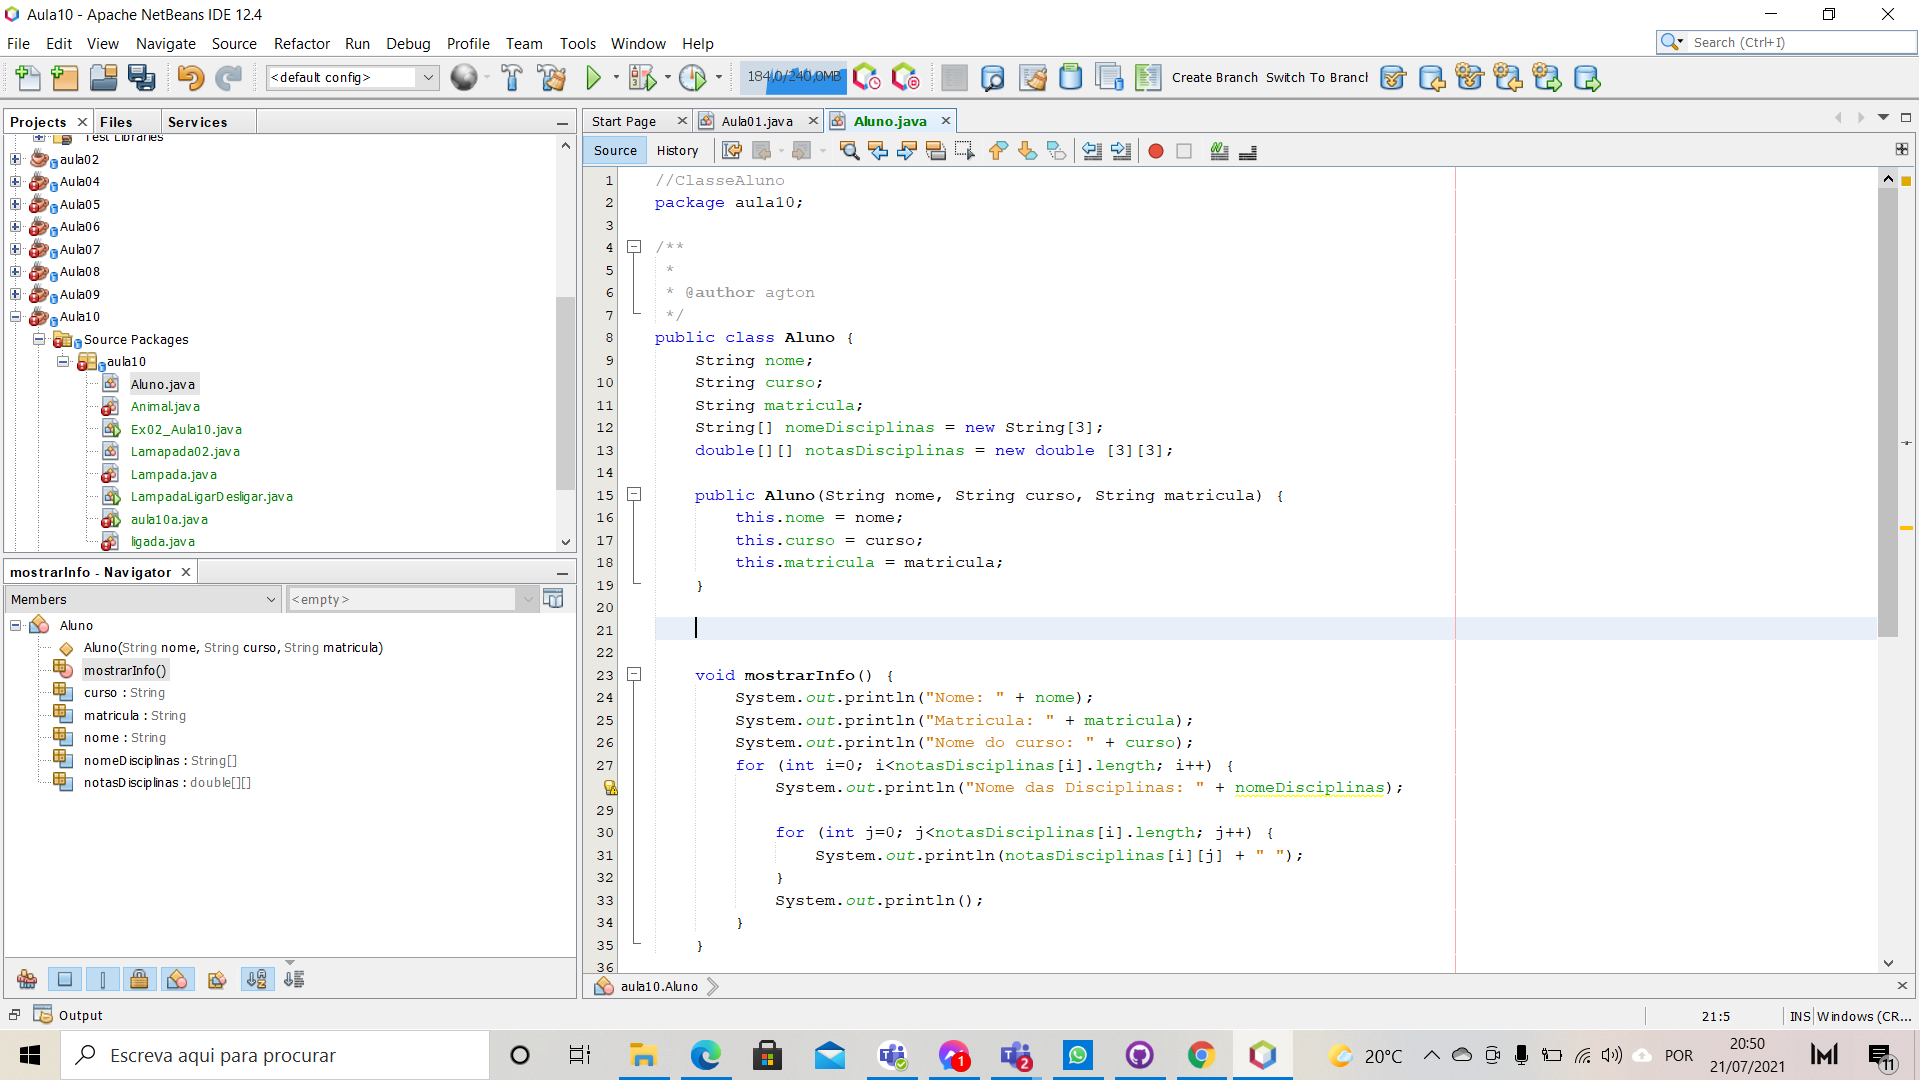 Aula10 - Apache NetBeans IDE 12.4
File Edit View Navigate Source Refactor Run Debug Profile Team Tools Window Help
Search (Ctrl+I)
<default config>
184,0/240,0MB
Create Branch Switch To Branch
Projects Files Services
Test Libraries
aula02
Aula04
Aula05
Aula06
Aula07
Aula08
Aula09
Aula10
Source Packages
aula10
Aluno.java
Animal.java
Ex02_Aula10.java
Lamapada02.java
Lampada.java
LampadaLigarDesligar.java
aula10a.java
ligada.java
mostrarInfo - Navigator
Members
<empty>
Aluno
Aluno(String nome, String curso, String matricula)
mostrarInfo()
curso : String
matricula : String
nome : String
nomeDisciplinas : String[]
notasDisciplinas : double[][]
Start Page Aula01.java Aluno.java
Source History
1 //ClasseAluno
2 package aula10;
3
4 /**
5 *
6 * @author agton
7 */
8 public class Aluno {
9 String nome;
10 String curso;
11 String matricula;
12 String[] nomeDisciplinas = new String[3];
13 double[][] notasDisciplinas = new double [3][3];
14
15 public Aluno(String nome, String curso, String matricula) {
16 this.nome = nome;
17 this.curso = curso;
18 this.matricula = matricula;
19 }
20
21
22
23 void mostrarInfo() {
24 System.out.println("Nome: " + nome);
25 System.out.println("Matricula: " + matricula);
26 System.out.println("Nome do curso: " + curso);
27 for (int i=0; i<notasDisciplinas[i].length; i++) {
System.out.println("Nome das Disciplinas: " + nomeDisciplinas);
29
30 for (int j=0; j<notasDisciplinas[i].length; j++) {
31 System.out.println(notasDisciplinas[i][j] + " ");
32 }
33 System.out.println();
34 }
35 }
36
aula10.Aluno
Output
21:5 INS Windows (CR...
Escreva aqui para procurar
1
2
20°C
POR
20:50
21/07/2021
11